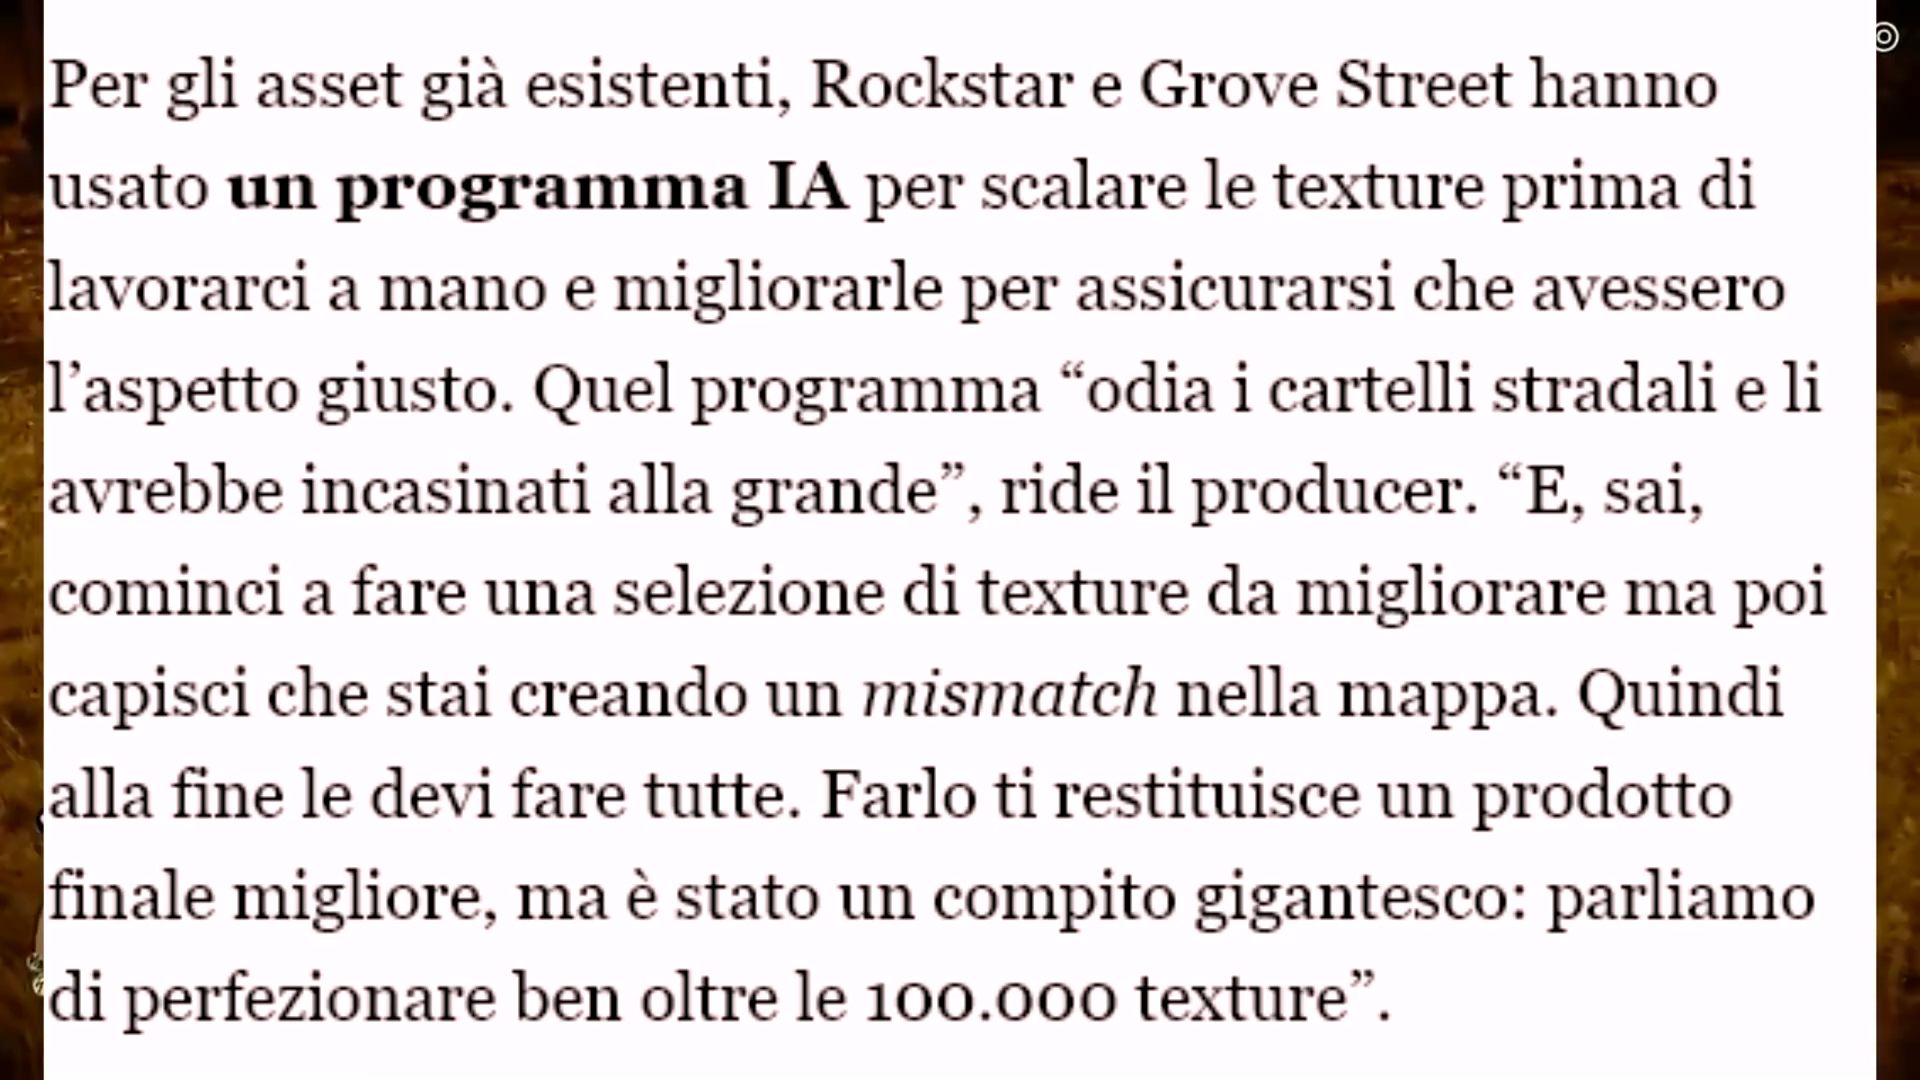 Per gli asset già esistenti, Rockstar e Grove Street hanno
usato un programma IA per scalare le texture prima di
lavorarci a mano e migliorarle per assicurarsi che avessero
l’aspetto giusto. Quel programma “odia i cartelli stradali e li
avrebbe incasinati alla grande”, ride il producer. “E, sai,
cominci a fare una selezione di texture da migliorare ma poi
capisci che stai creando un mismatch nella mappa. Quindi
alla fine le devi fare tutte. Farlo ti restituisce un prodotto
finale migliore, ma è stato un compito gigantesco: parliamo
di perfezionare ben oltre le 100.000 texture”.